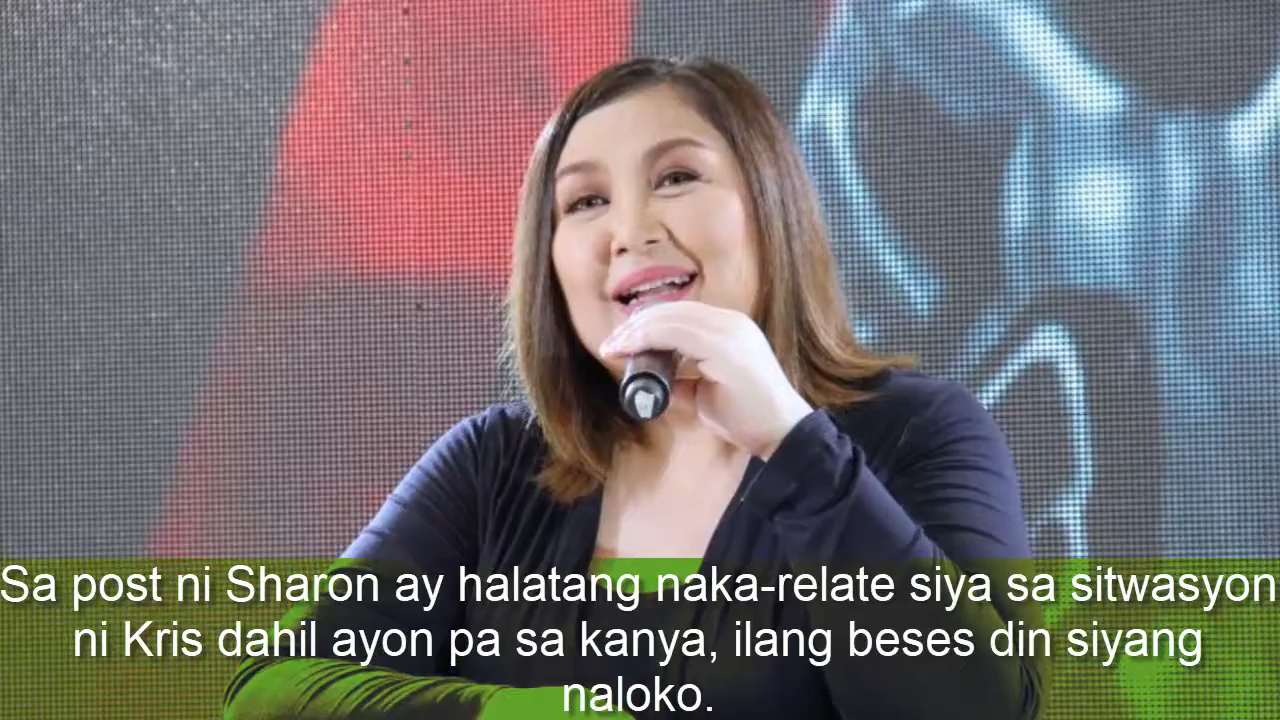 Sa post ni Sharon ay halatang naka-relate siya sa sitwasyon
ni Kris dahil ayon pa sa kanya, ilang beses din siyang
naloko.